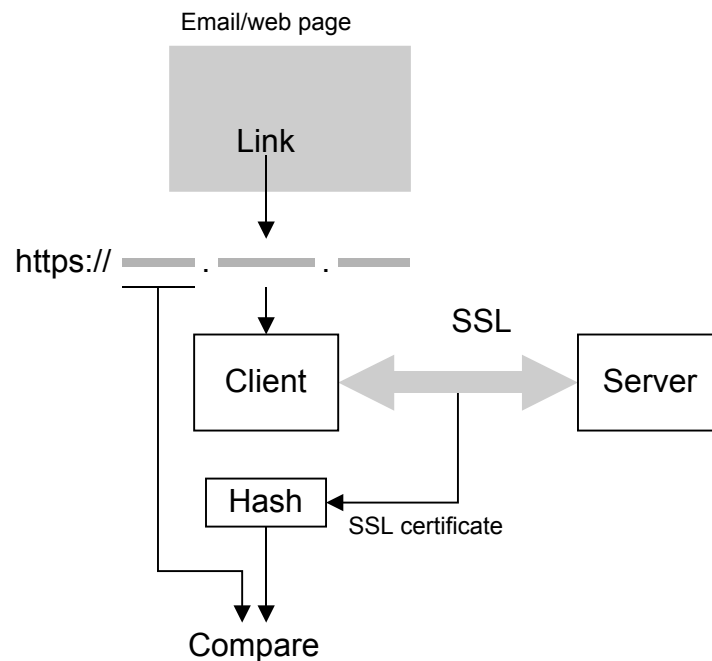 Email/web page
Link
https:// . .
SSL
Client
Server
Hash
SSL certificate
Compare